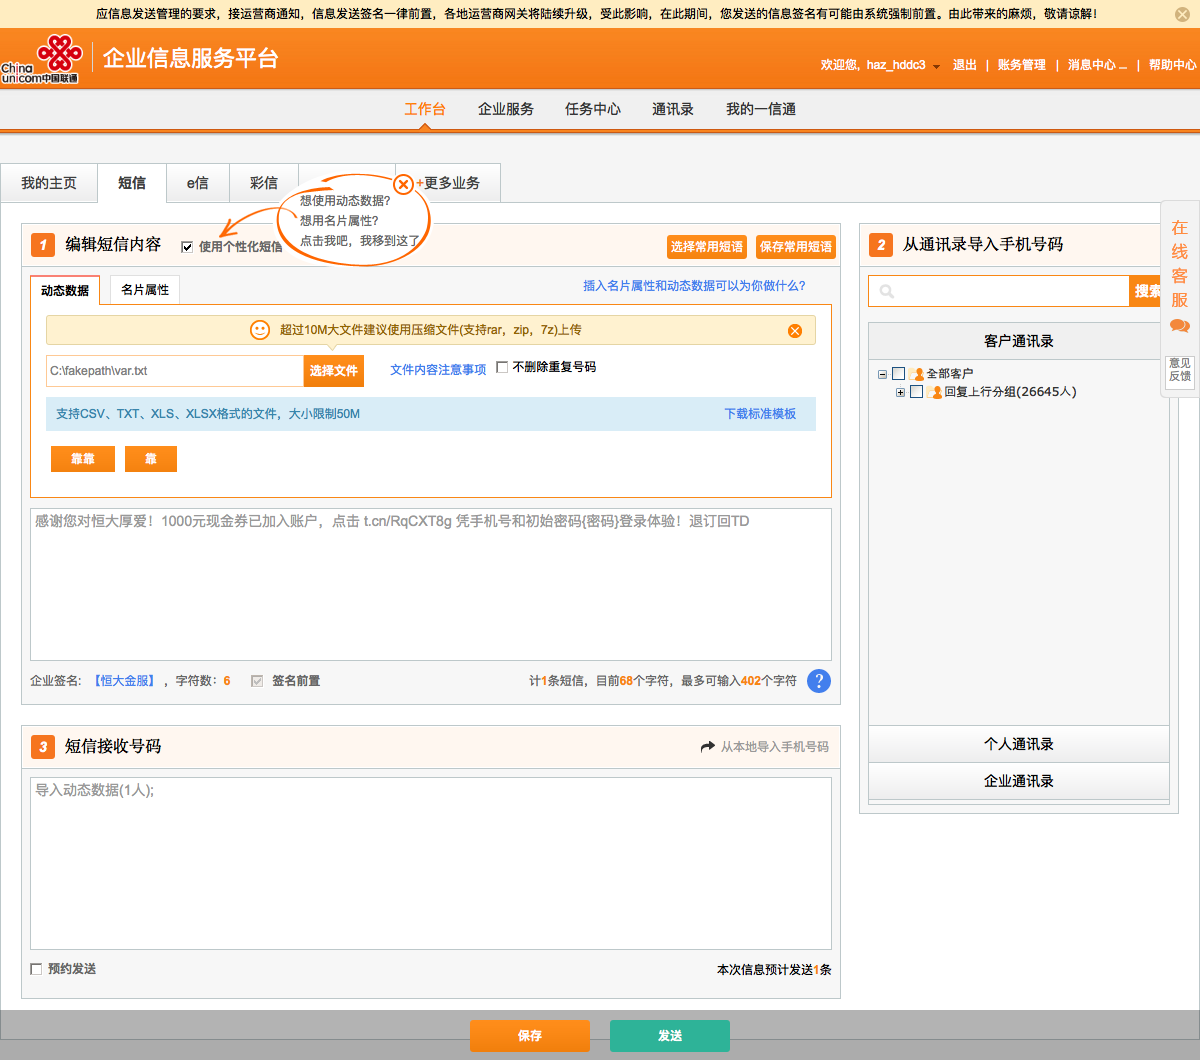 应信息发送管理的要求，接运营商通知，信息发送签名一律前置，各地运营商网关将陆续升级，受此影响，在此期间，您发送的信息签名有可能由系统强制前置。由此带来的麻烦，敬请谅解！
China
unicom中国联通
企业信息服务平台
欢迎您，haz_hddc3 退出 | 账务管理 | 消息中心 ... | 帮助中心
工作台 企业服务 任务中心 通讯录 我的一信通
我的主页 短信 e信 彩信 +更多业务
想使用动态数据?
想用名片属性?
点击我吧，我移到这了
1 编辑短信内容 使用个性化短信 选择常用短语 保存常用短语
动态数据 名片属性 插入名片属性和动态数据可以为你做什么?
超过10M大文件建议使用压缩文件(支持rar，zip，7z)上传
C:\fakepath\var.txt 选择文件 文件内容注意事项 不删除重复号码
支持CSV、TXT、XLS、XLSX格式的文件，大小限制50M 下载标准模板
靠靠 靠
感谢您对恒大厚爱！1000元现金券已加入账户，点击 t.cn/RqCXT8g 凭手机号和初始密码{密码}登录体验！退订回TD
企业签名: 【恒大金服】 ，字符数：6 签名前置 计1条短信，目前68个字符，最多可输入402个字符 ?
3 短信接收号码 从本地导入手机号码
导入动态数据(1人);
预约发送 本次信息预计发送1条
2 从通讯录导入手机号码
搜索
客户通讯录
全部客户
回复上行分组(26645人)
个人通讯录
企业通讯录
在
线
客
服
意见
反馈
保存 发送